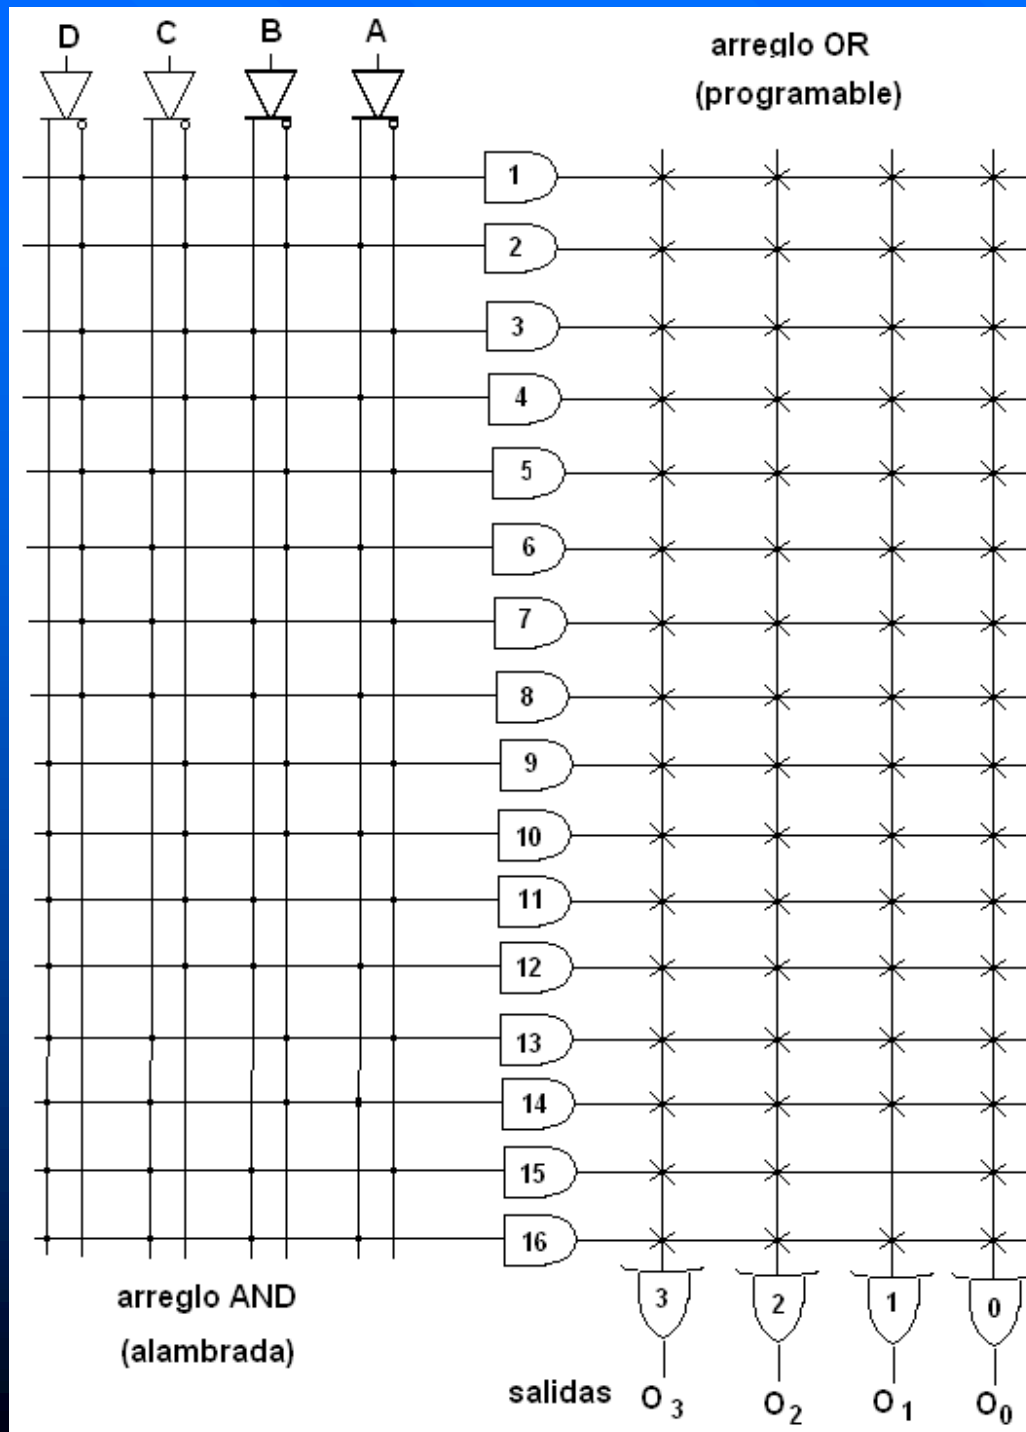 D C B A
arreglo OR
(programable)
1
2
3
4
5
6
7
8
9
10
11
12
13
14
15
16
3 2 1 0
arreglo AND
(alambrada)
salidas O3 O2 O1 O0